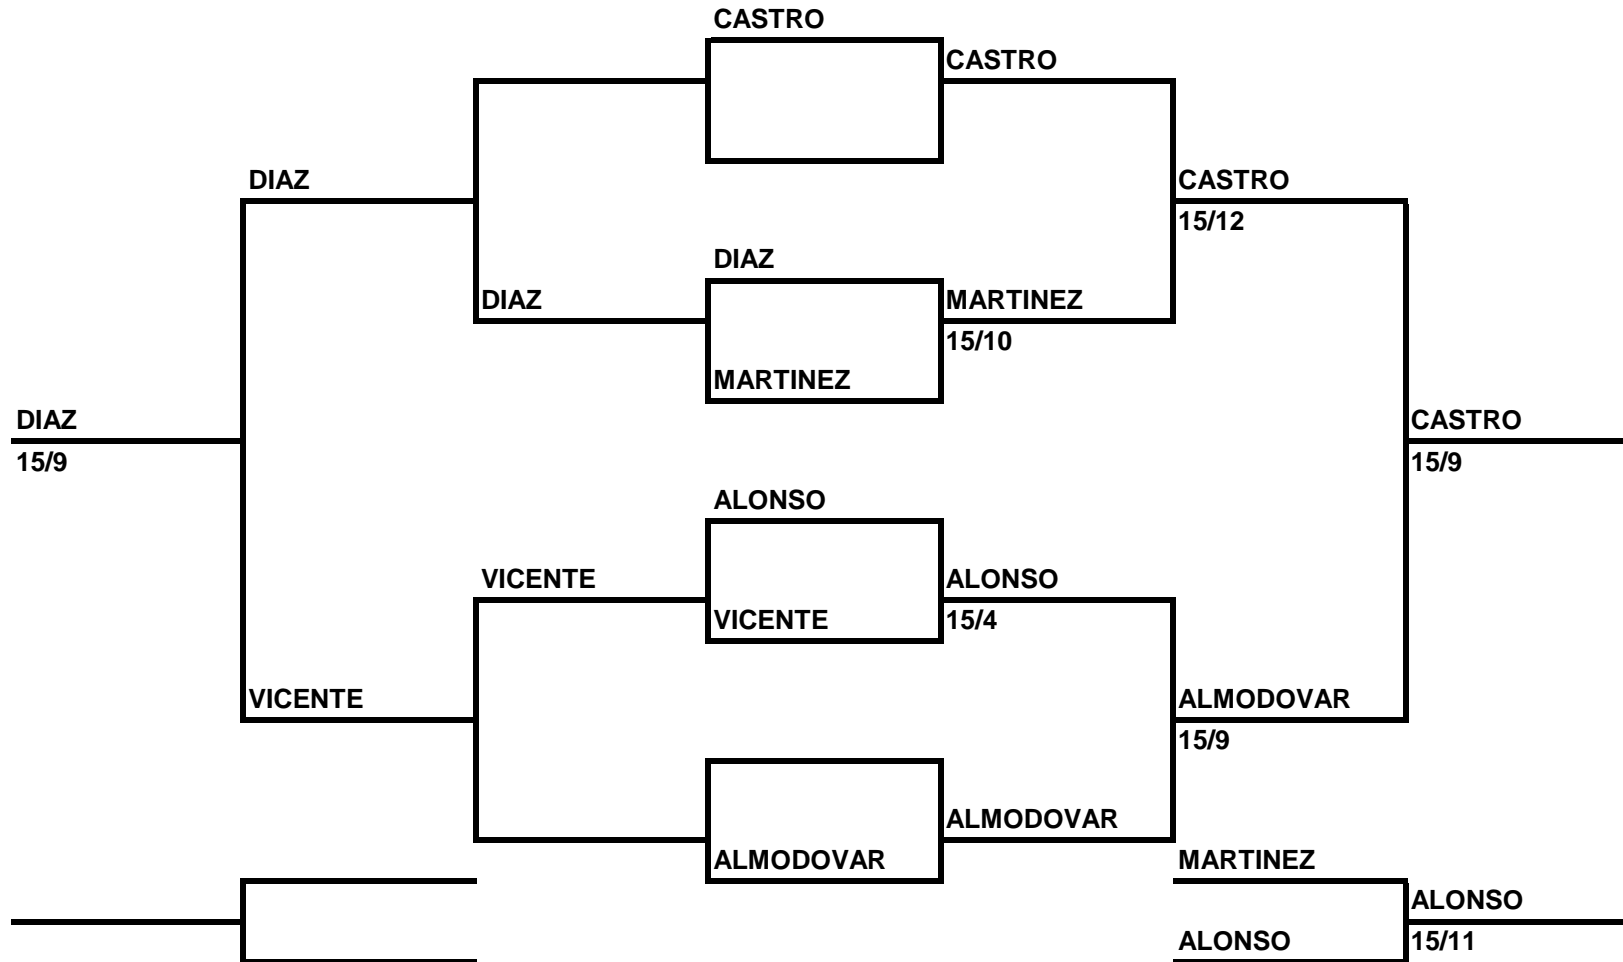 CASTRO
CASTRO
DIAZ
CASTRO
15/12
DIAZ
DIAZ
MARTINEZ
15/10
MARTINEZ
DIAZ
CASTRO
15/9
15/9
ALONSO
VICENTE
ALONSO
VICENTE
15/4
VICENTE
ALMODOVAR
15/9
ALMODOVAR
ALMODOVAR
MARTINEZ
ALONSO
ALONSO
15/11